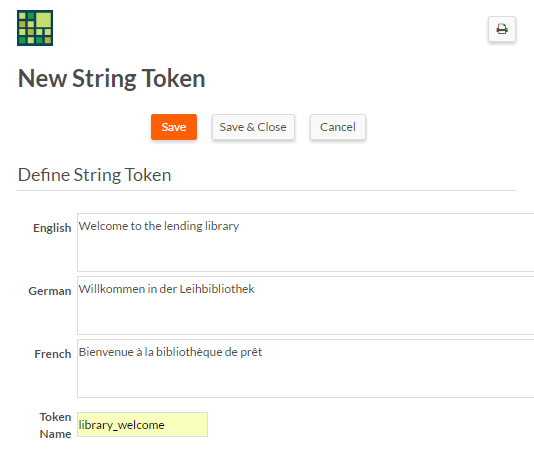 New String Token
Save Save & Close Cancel
Define String Token
English Welcome to the lending library
German Willkommen in der Leihbibliothek
French Bienvenue à la bibliothèque de prêt
Token
Name library_welcome